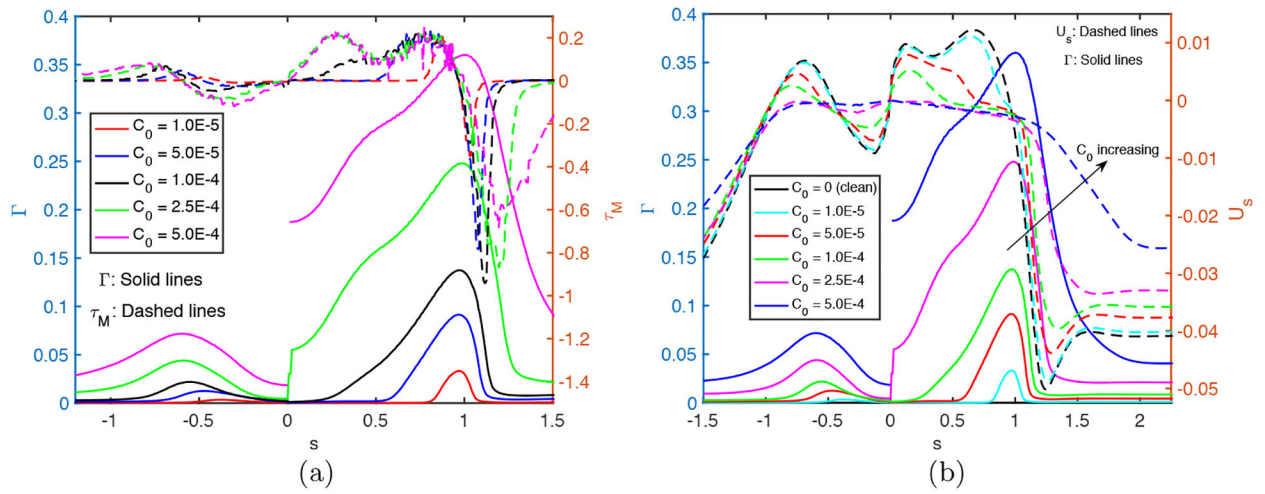 0.4
0.35
0.3
0.25
0.2
0.15
0.1
0.05
0
Γ
0.2
0
-0.2
-0.4
-0.6
-0.8
-1
-1.2
-1.4
τM
C0 = 1.0E-5
C0 = 5.0E-5
C0 = 1.0E-4
C0 = 2.5E-4
C0 = 5.0E-4
Γ: Solid lines
τM: Dashed lines
-1 -0.5 0 0.5 1 1.5
s
(a)
0.4
0.35
0.3
0.25
0.2
0.15
0.1
0.05
0
Γ
0.01
0
-0.01
-0.02
-0.03
-0.04
-0.05
Us
Us: Dashed lines
Γ: Solid lines
C0 increasing
C0 = 0 (clean)
C0 = 1.0E-5
C0 = 5.0E-5
C0 = 1.0E-4
C0 = 2.5E-4
C0 = 5.0E-4
-1.5 -1 -0.5 0 0.5 1 1.5 2
s
(b)